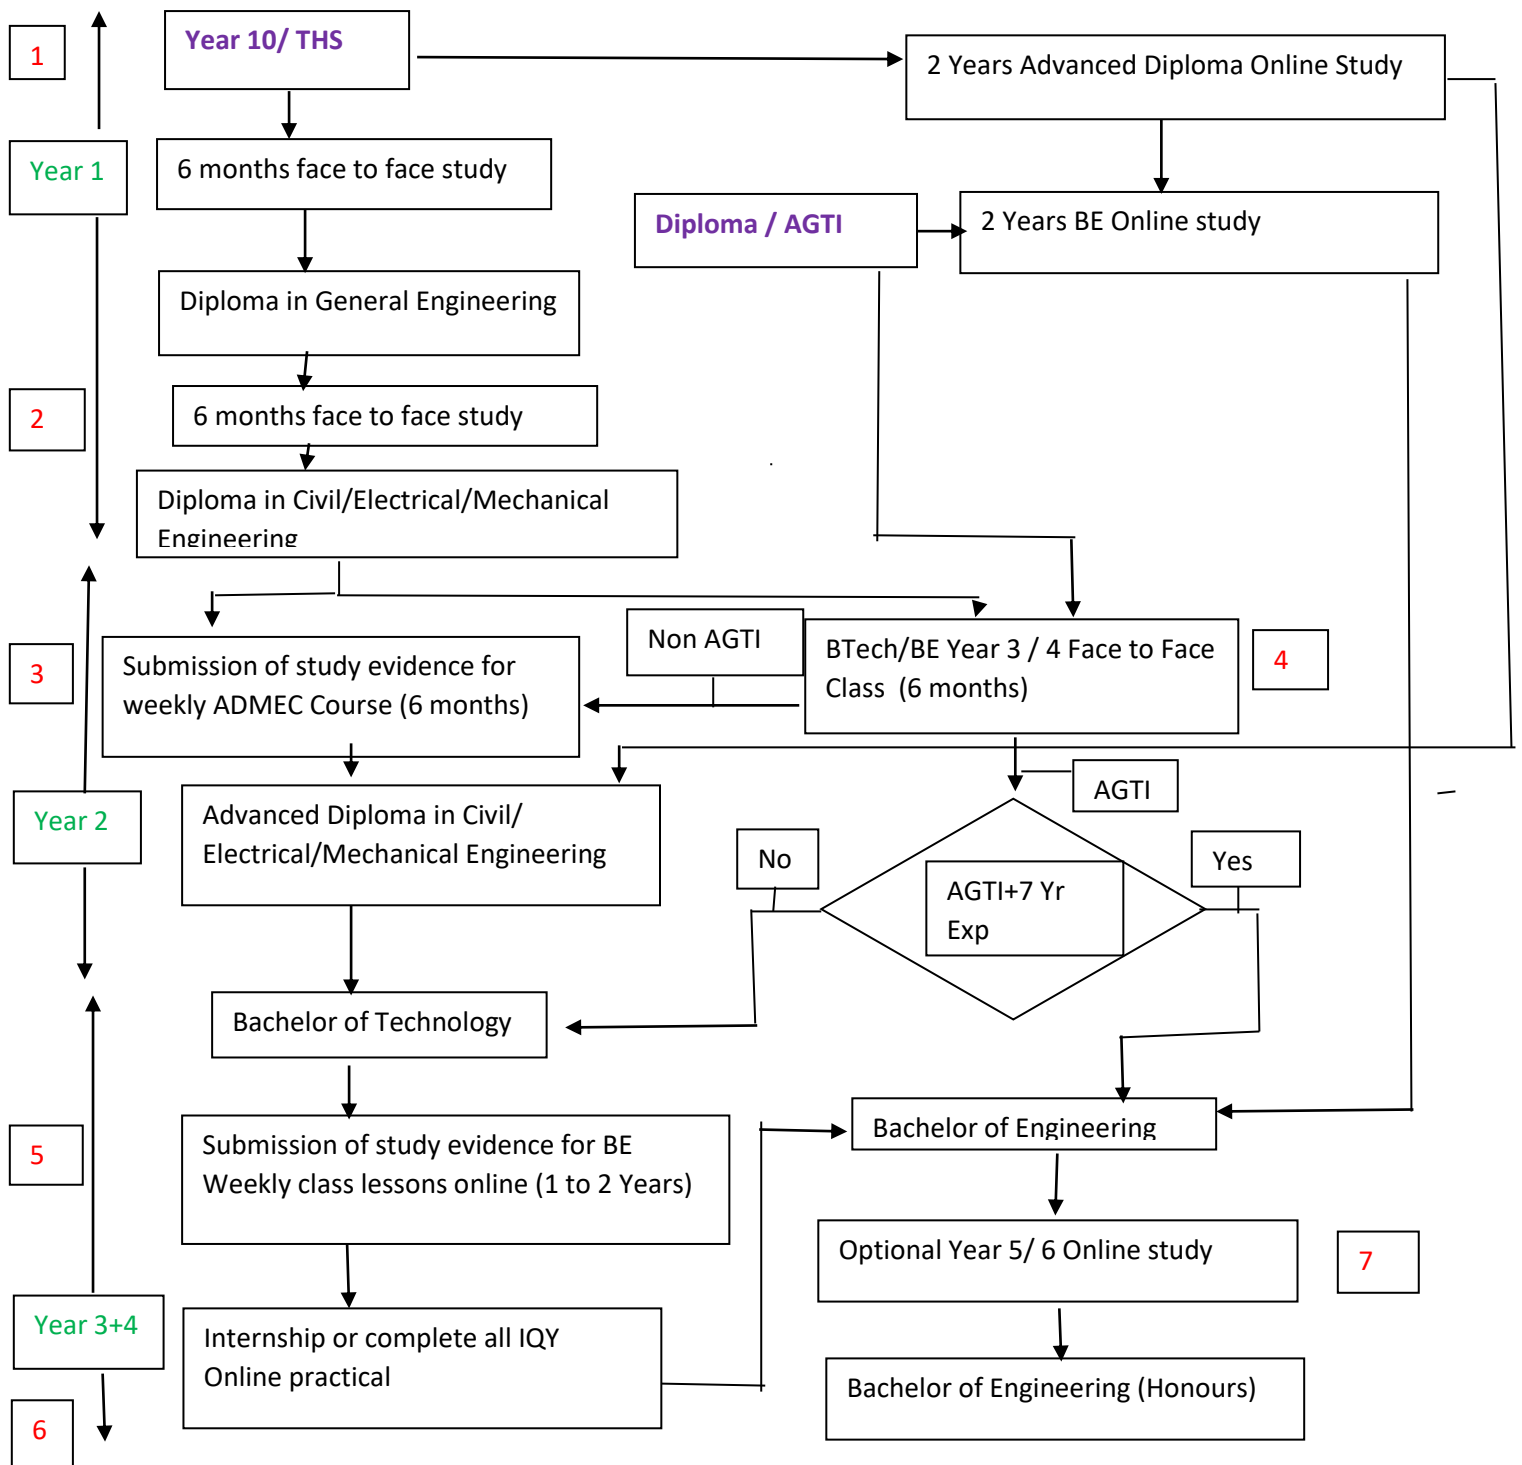 1
Year 10/ THS
2 Years Advanced Diploma Online Study
Year 1
6 months face to face study
Diploma / AGTI
2 Years BE Online study
Diploma in General Engineering
2
6 months face to face study
Diploma in Civil/Electrical/Mechanical
Engineering
3
Submission of study evidence for
weekly ADMEC Course (6 months)
Non AGTI
BTech/BE Year 3 / 4 Face to Face
Class (6 months)
4
Year 2
Advanced Diploma in Civil/
Electrical/Mechanical Engineering
AGTI
No
Yes
AGTI+7 Yr
Exp
Bachelor of Technology
5
Submission of study evidence for BE
Weekly class lessons online (1 to 2 Years)
Bachelor of Engineering
Optional Year 5/ 6 Online study
7
Year 3+4
Internship or complete all IQY
Online practical
Bachelor of Engineering (Honours)
6